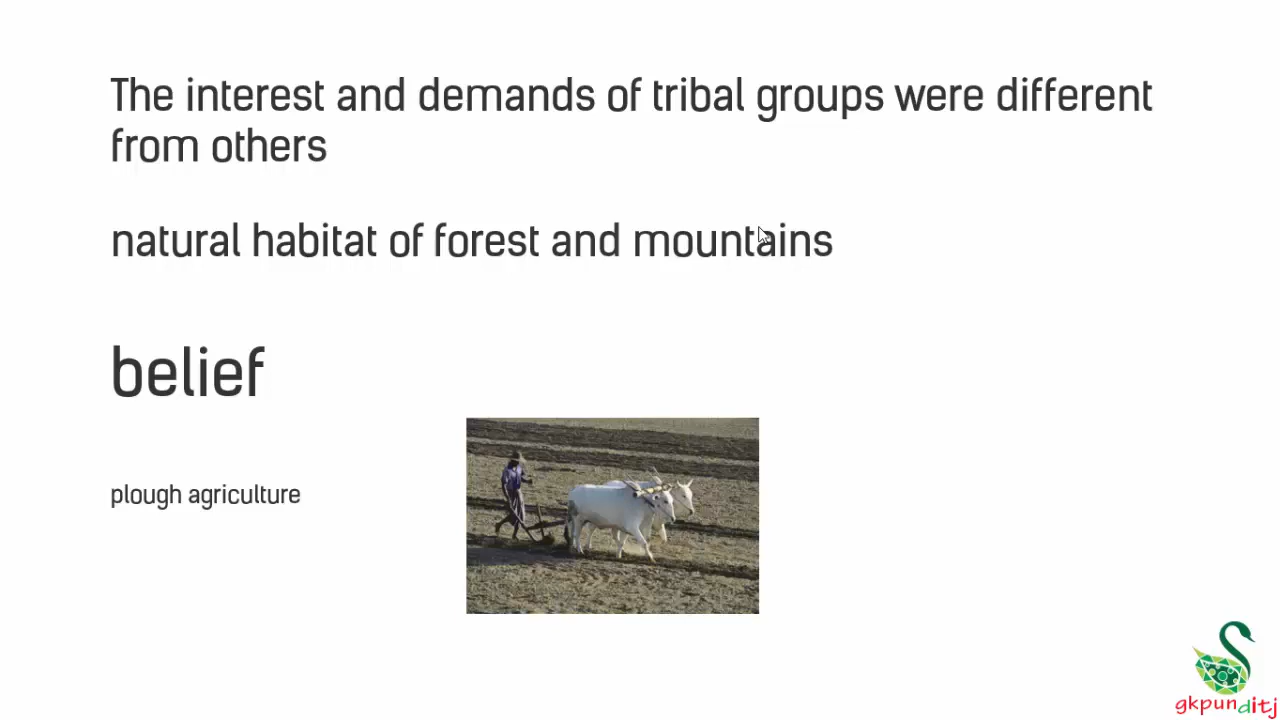 The interest and demands of tribal groups were different
from others
natural habitat of forest and mountains
belief
plough agriculture
gkpunditj